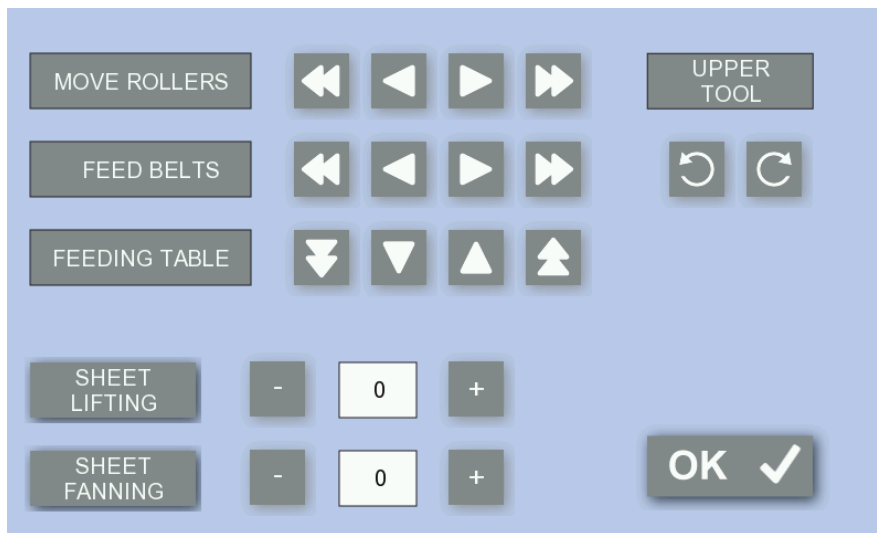 MOVE ROLLERS
UPPER
TOOL
FEED BELTS
FEEDING TABLE
SHEET
LIFTING
- 0 +
SHEET
FANNING
- 0 +
OK